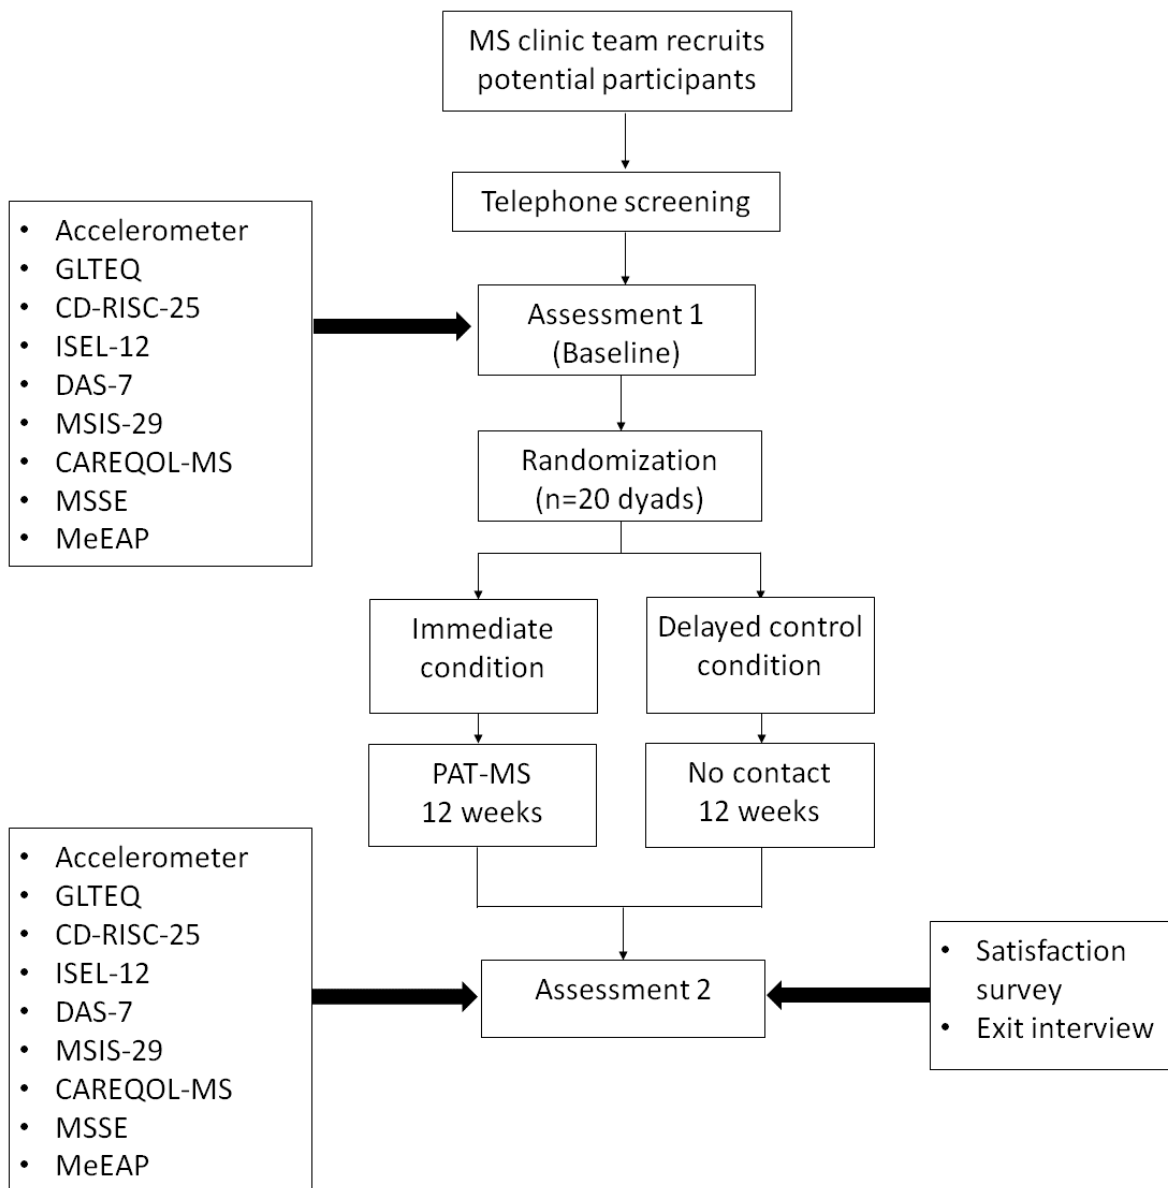 MS clinic team recruits
potential participants
Telephone screening
• Accelerometer
• GLTEQ
• CD-RISC-25
• ISEL-12
• DAS-7
• MSIS-29
• CAREQOL-MS
• MSSE
• MeEAP
Assessment 1
(Baseline)
Randomization
(n=20 dyads)
Immediate
condition
Delayed control
condition
PAT-MS
12 weeks
No contact
12 weeks
• Accelerometer
• GLTEQ
• CD-RISC-25
• ISEL-12
• DAS-7
• MSIS-29
• CAREQOL-MS
• MSSE
• MeEAP
Assessment 2
• Satisfaction
survey
• Exit interview